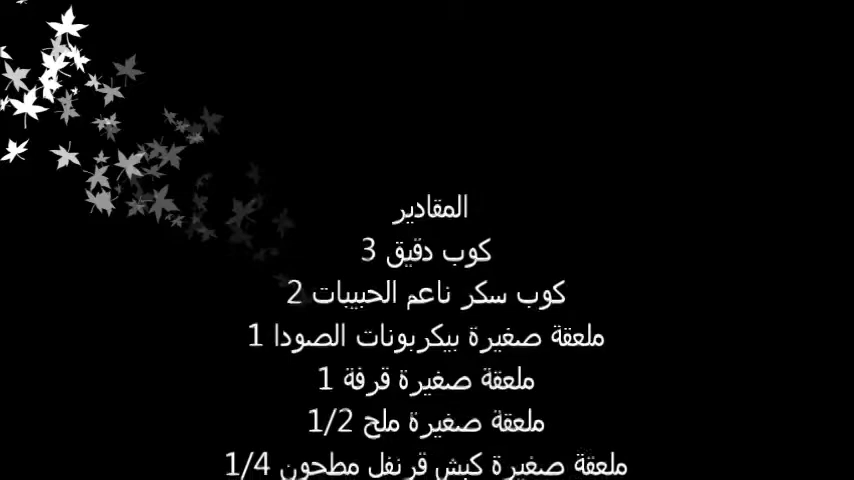 المقادير
كوب دقيق 3
كوب سكر ناعم الحبيبات 2
ملعقة صغيرة بيكربونات الصودا 1
ملعقة صغيرة قرفة 1
ملعقة صغيرة ملح 1/2
ملعقة صغيرة كبش قرنفل مطحون 1/4